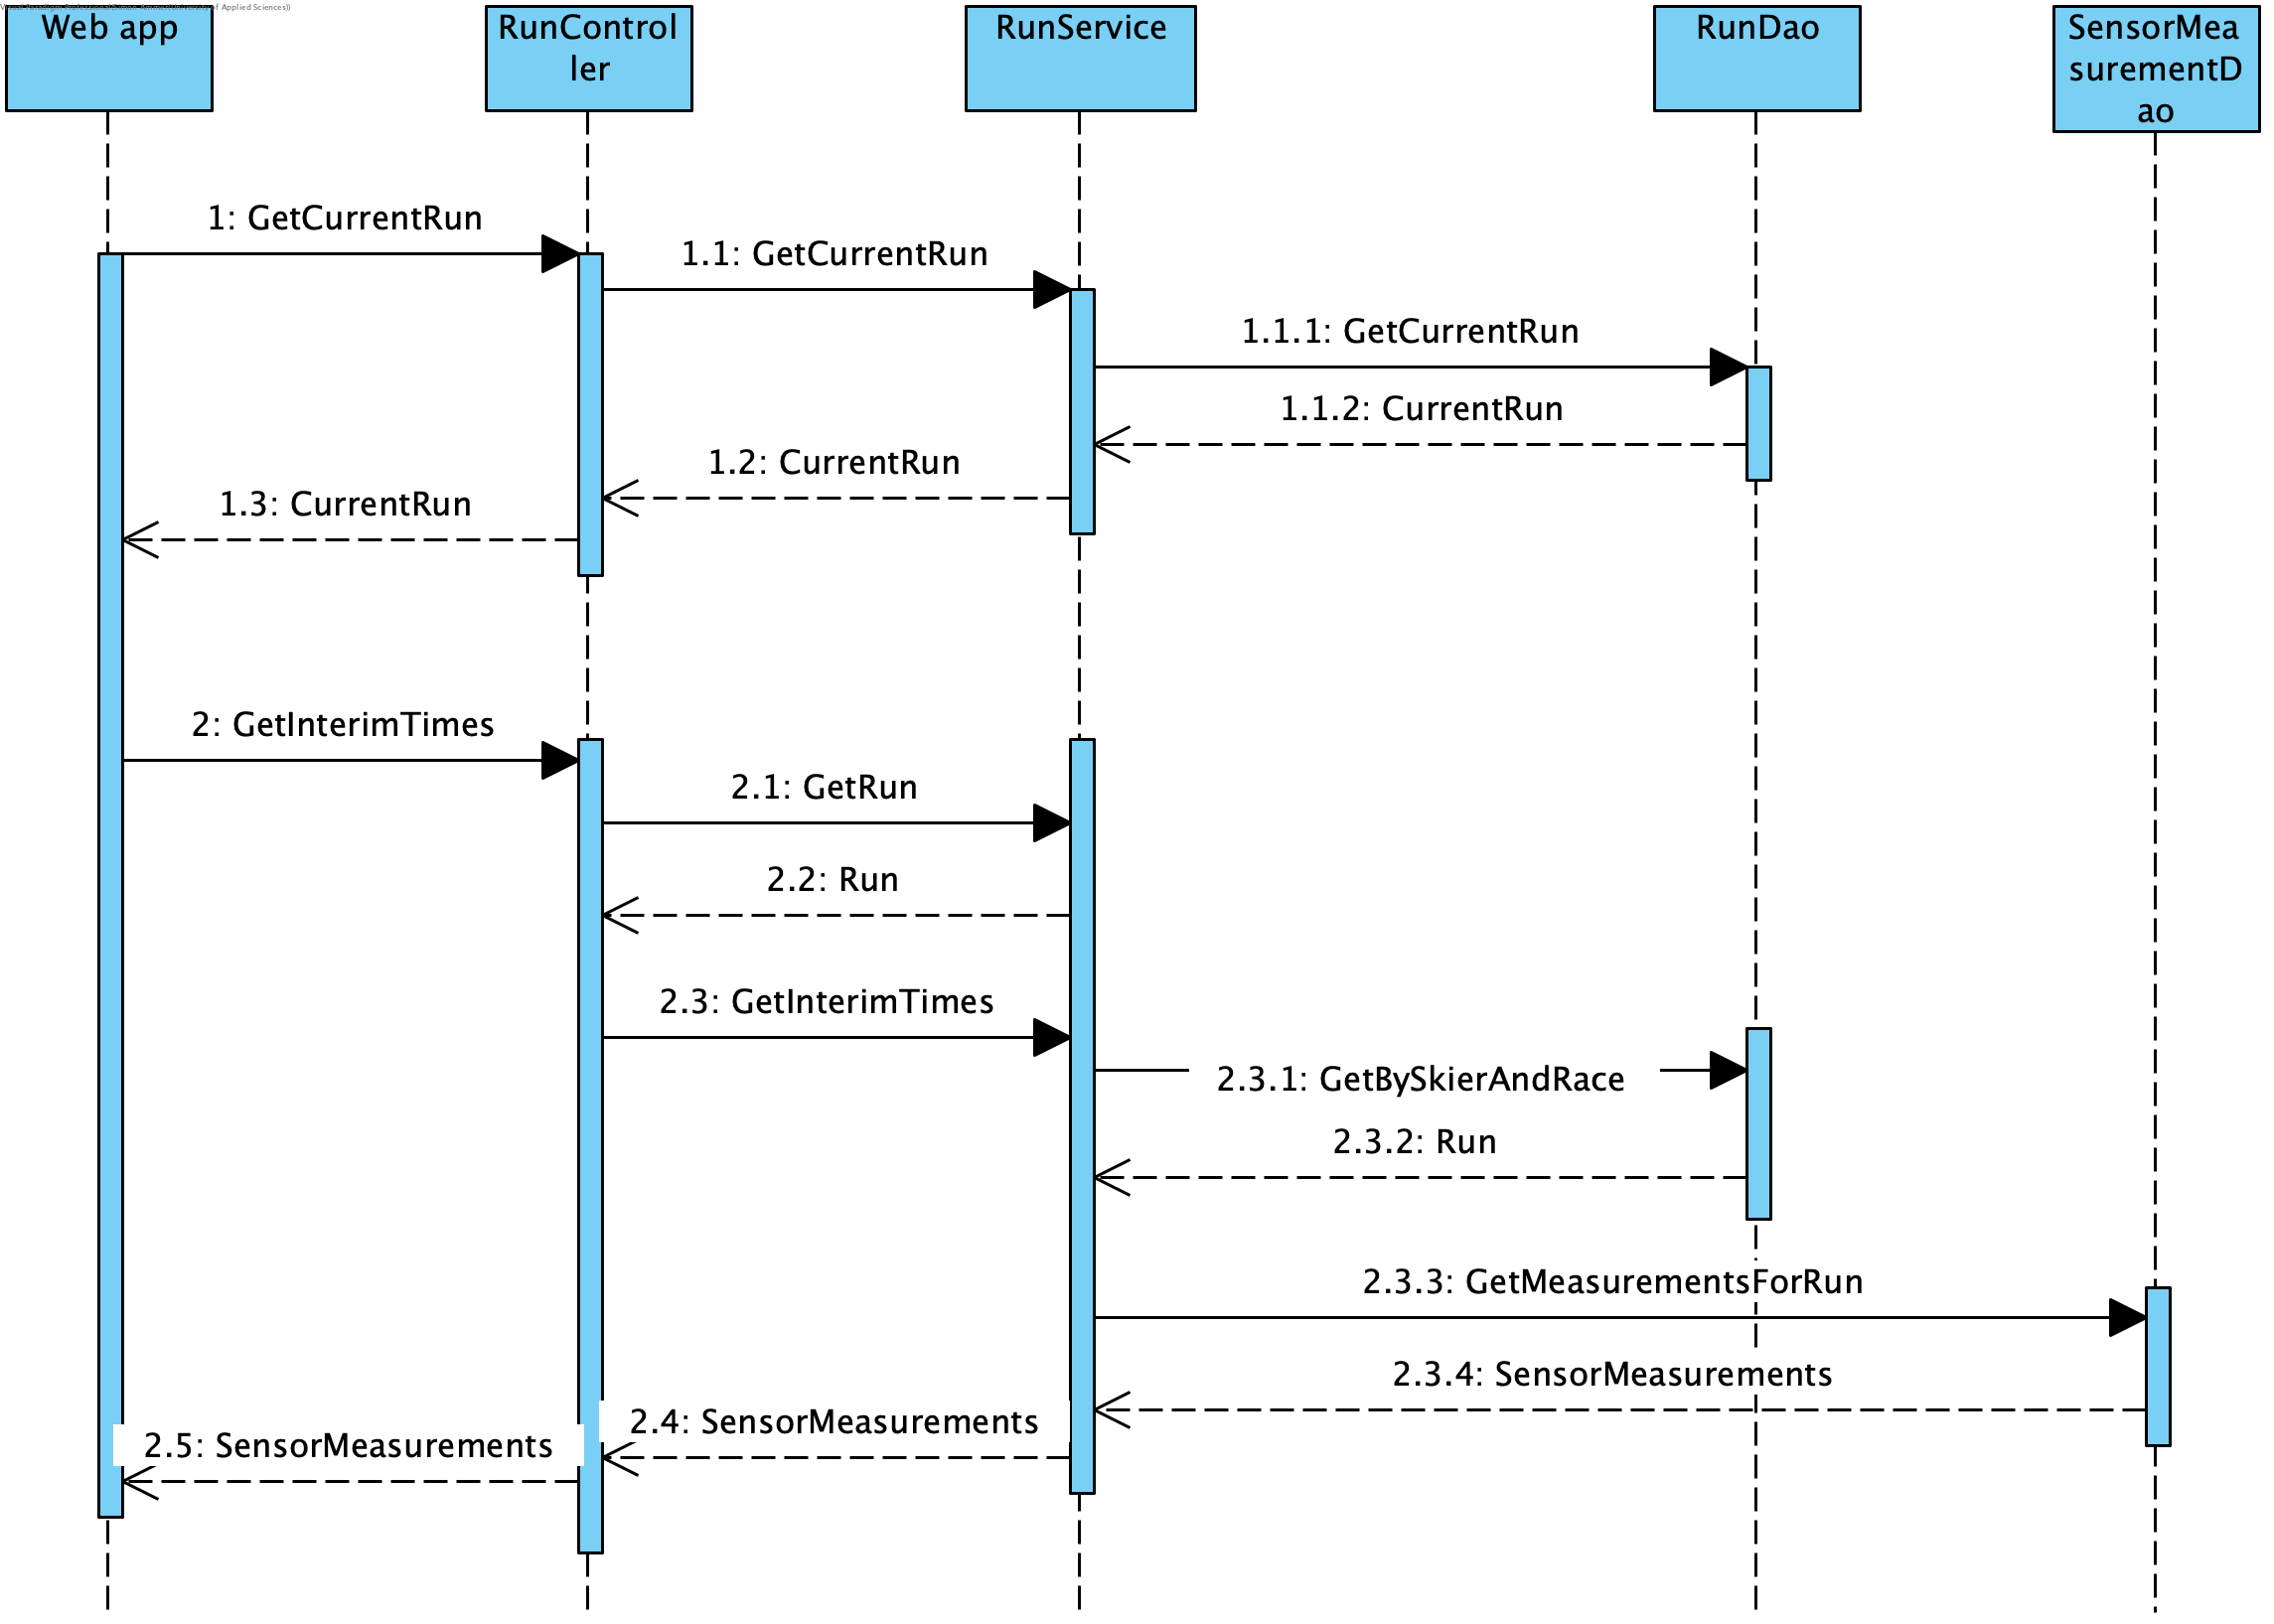 of Applied Sciences)
Web app
RunControl
ler
RunService
RunDao
SensorMea
surementD
ao
1: GetCurrentRun
1.1: GetCurrentRun
1.1.1: GetCurrentRun
1.1.2: CurrentRun
1.2: CurrentRun
1.3: CurrentRun
2: GetInterimTimes
2.1: GetRun
2.2: Run
2.3: GetInterimTimes
2.3.1: GetBySkierAndRace
2.3.2: Run
2.3.3: GetMeasurementsForRun
2.3.4: SensorMeasurements
2.4: SensorMeasurements
2.5: SensorMeasurements